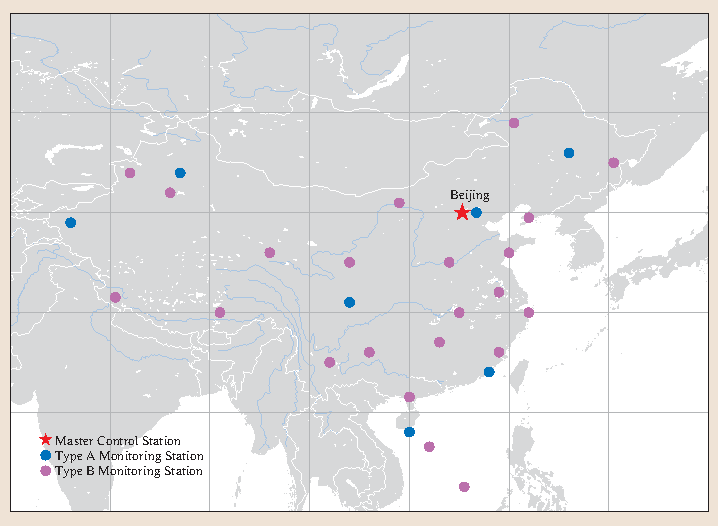 Beijing
Master Control Station
Type A Monitoring Station
Type B Monitoring Station